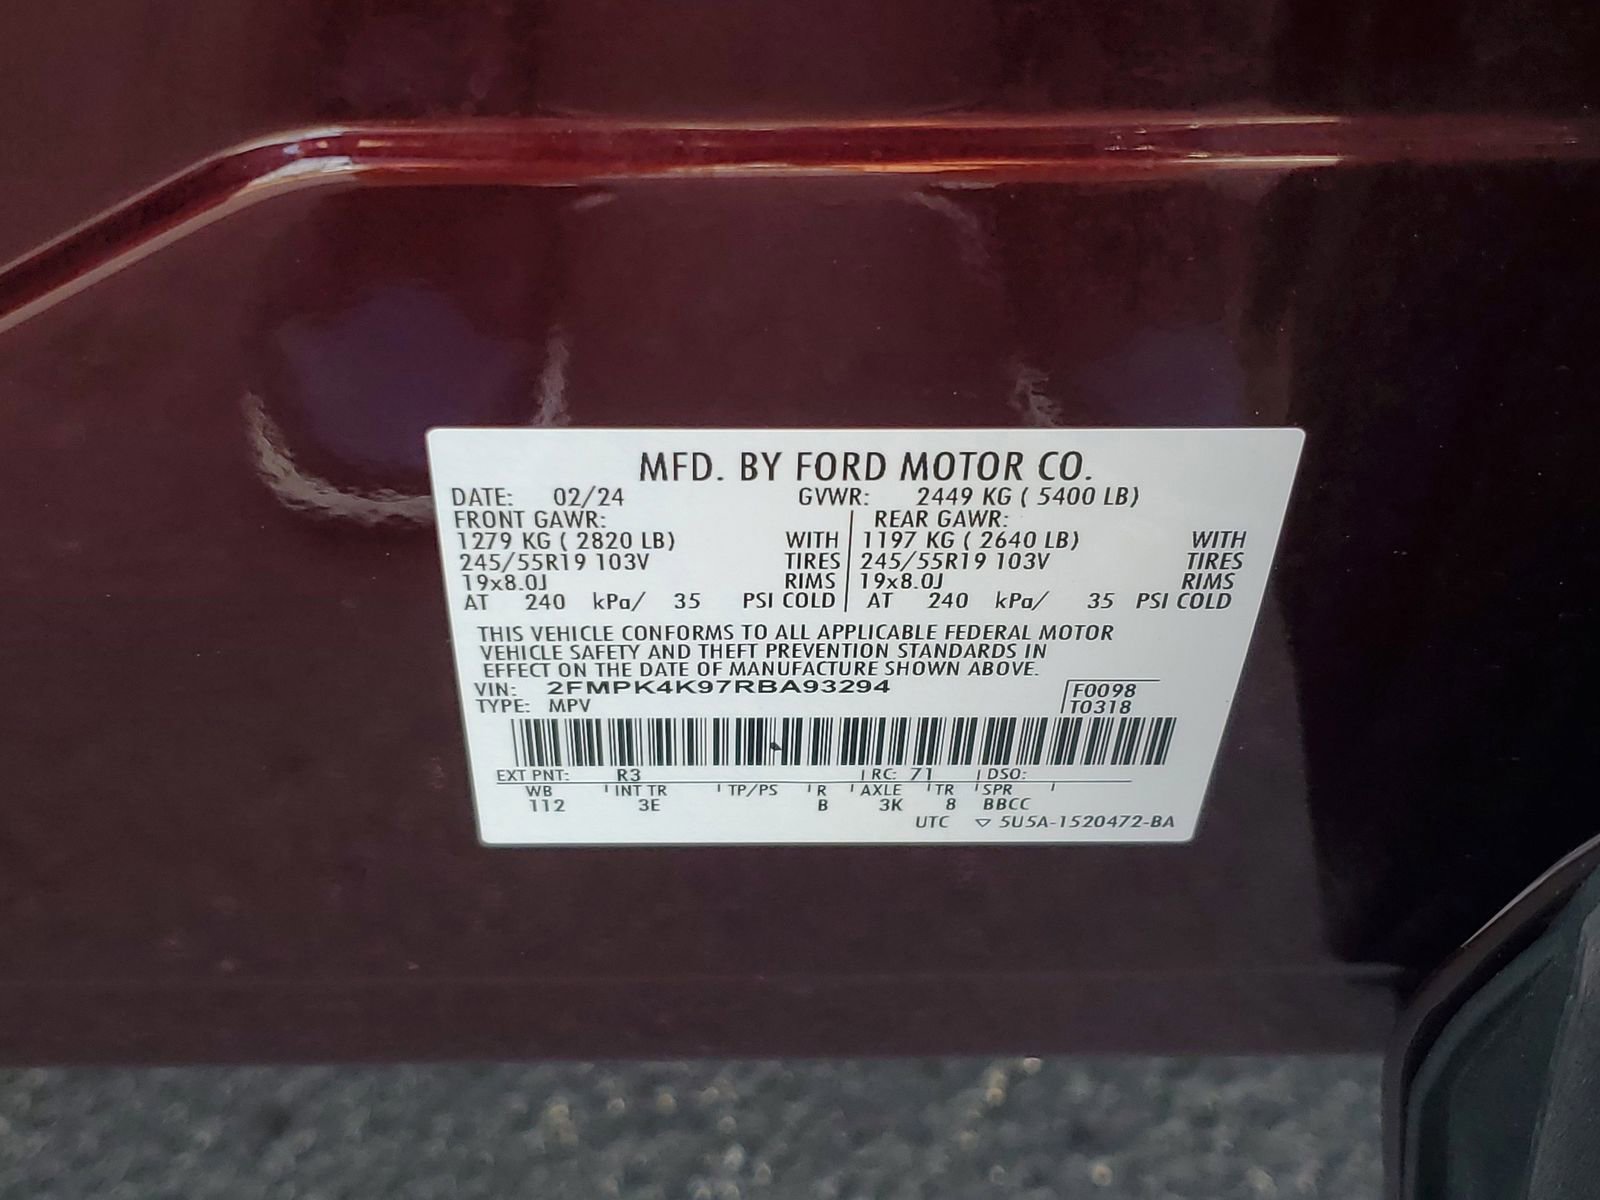 MFD. BY FORD MOTOR CO.
DATE: 02/24 GVWR: 2449 KG ( 5400 LB)
FRONT GAWR: REAR GAWR:
1279 KG ( 2820 LB) WITH 1197 KG ( 2640 LB) WITH
245/55R19 103V TIRES 245/55R19 103V TIRES
19x8.0J RIMS 19x8.0J RIMS
AT 240 kPa/ 35 PSI COLD AT 240 kPa/ 35 PSI COLD
THIS VEHICLE CONFORMS TO ALL APPLICABLE FEDERAL MOTOR
VEHICLE SAFETY AND THEFT PREVENTION STANDARDS IN
EFFECT ON THE DATE OF MANUFACTURE SHOWN ABOVE.
VIN: 2FMPK4K97RBA93294 F0098
TYPE: MPV T0318
EXT PNT: R3 RC: 71 DSO:
WB INT TR TP/PS R AXLE TR SPR
112 3E B 3K 8 BBCC
UTC ▽ 5U5A-1520472-BA